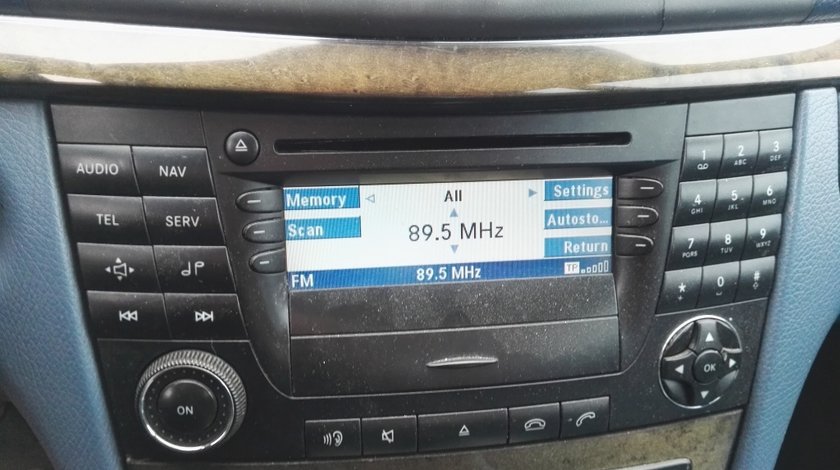 AUDIO NAV
TEL SERV
ON
Memory All Settings
Scan 89.5 MHz Autosto...
Return
FM 89.5 MHz TP
1 2 ABC 3 DEF
4 GHI 5 JKL 6 MNO
7 PQRS 8 TUV 9 WXYZ
* + 0 #
OK